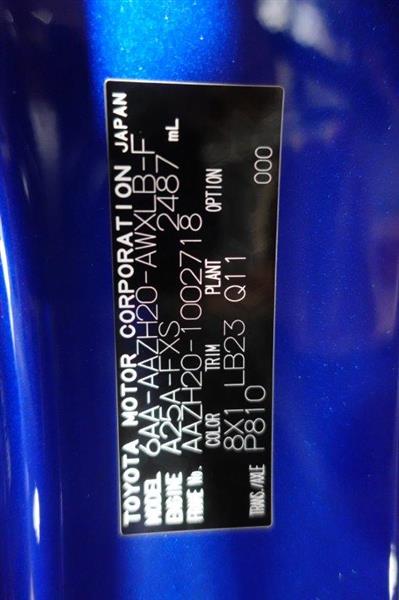 TOYOTA MOTOR CORPORATION JAPAN
MODEL 6AA-AAZH20-AWXLB-F
ENGINE A25A-FXS 2487 mL
FRAME No. AAZH20-1002718
COLOR TRIM PLANT OPTION
8X1 LB23 Q11 000
TRANS./AXLE P810